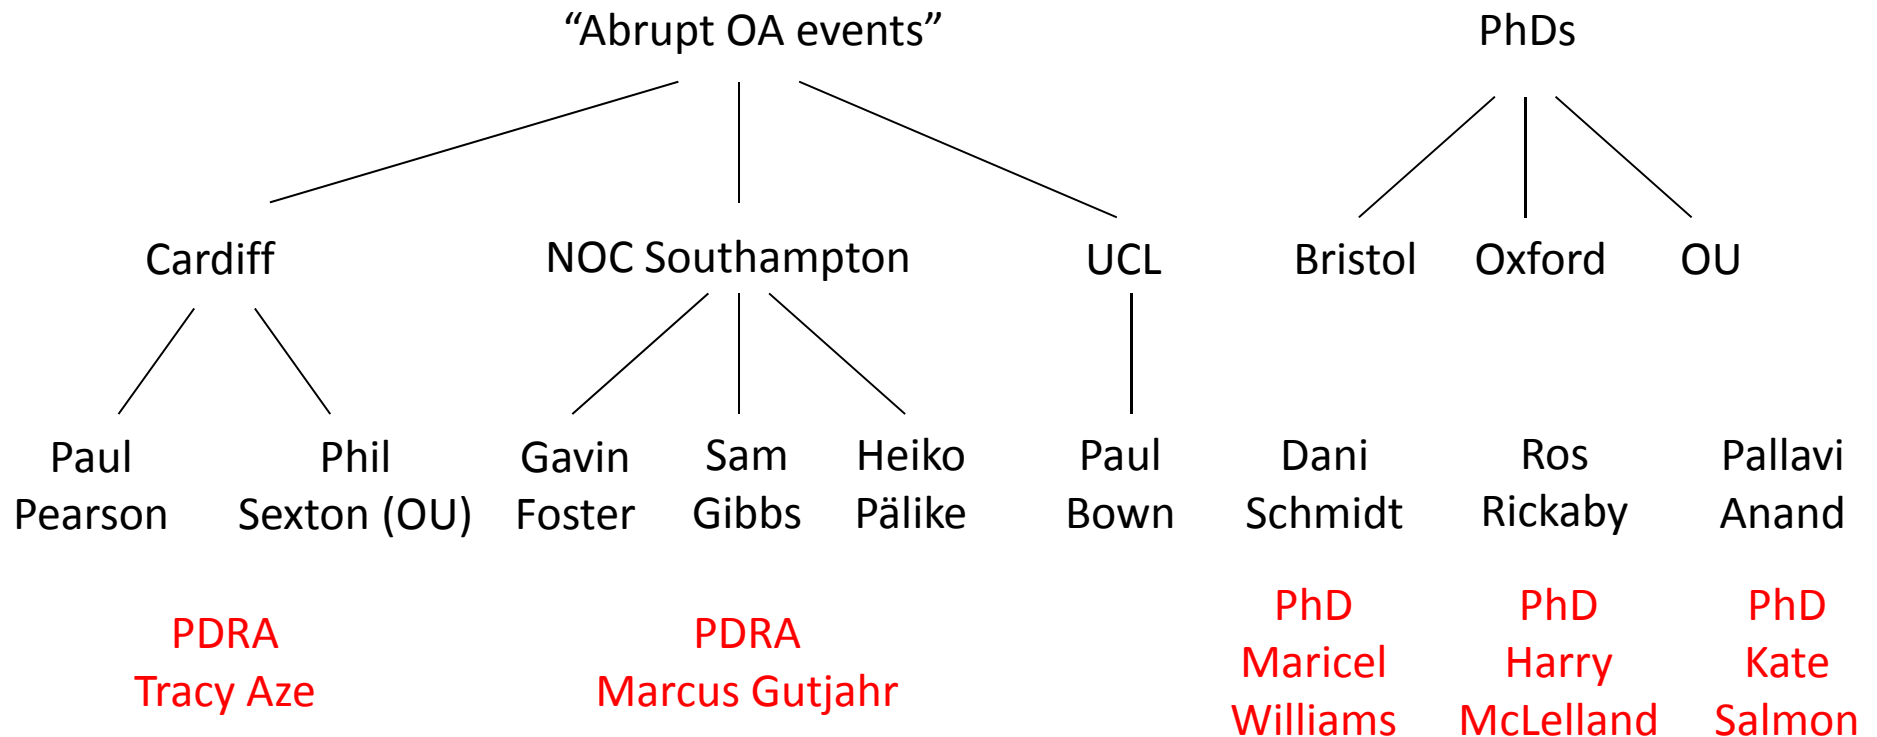 “Abrupt OA events”
PhDs
Cardiff
NOC Southampton
UCL
Bristol
Oxford
OU
Paul
Pearson
Phil
Sexton (OU)
Gavin
Foster
Sam
Gibbs
Heiko
Pälike
Paul
Bown
Dani
Schmidt
Ros
Rickaby
Pallavi
Anand
PDRA
Tracy Aze
PDRA
Marcus Gutjahr
PhD
Maricel
Williams
PhD
Harry
McLelland
PhD
Kate
Salmon